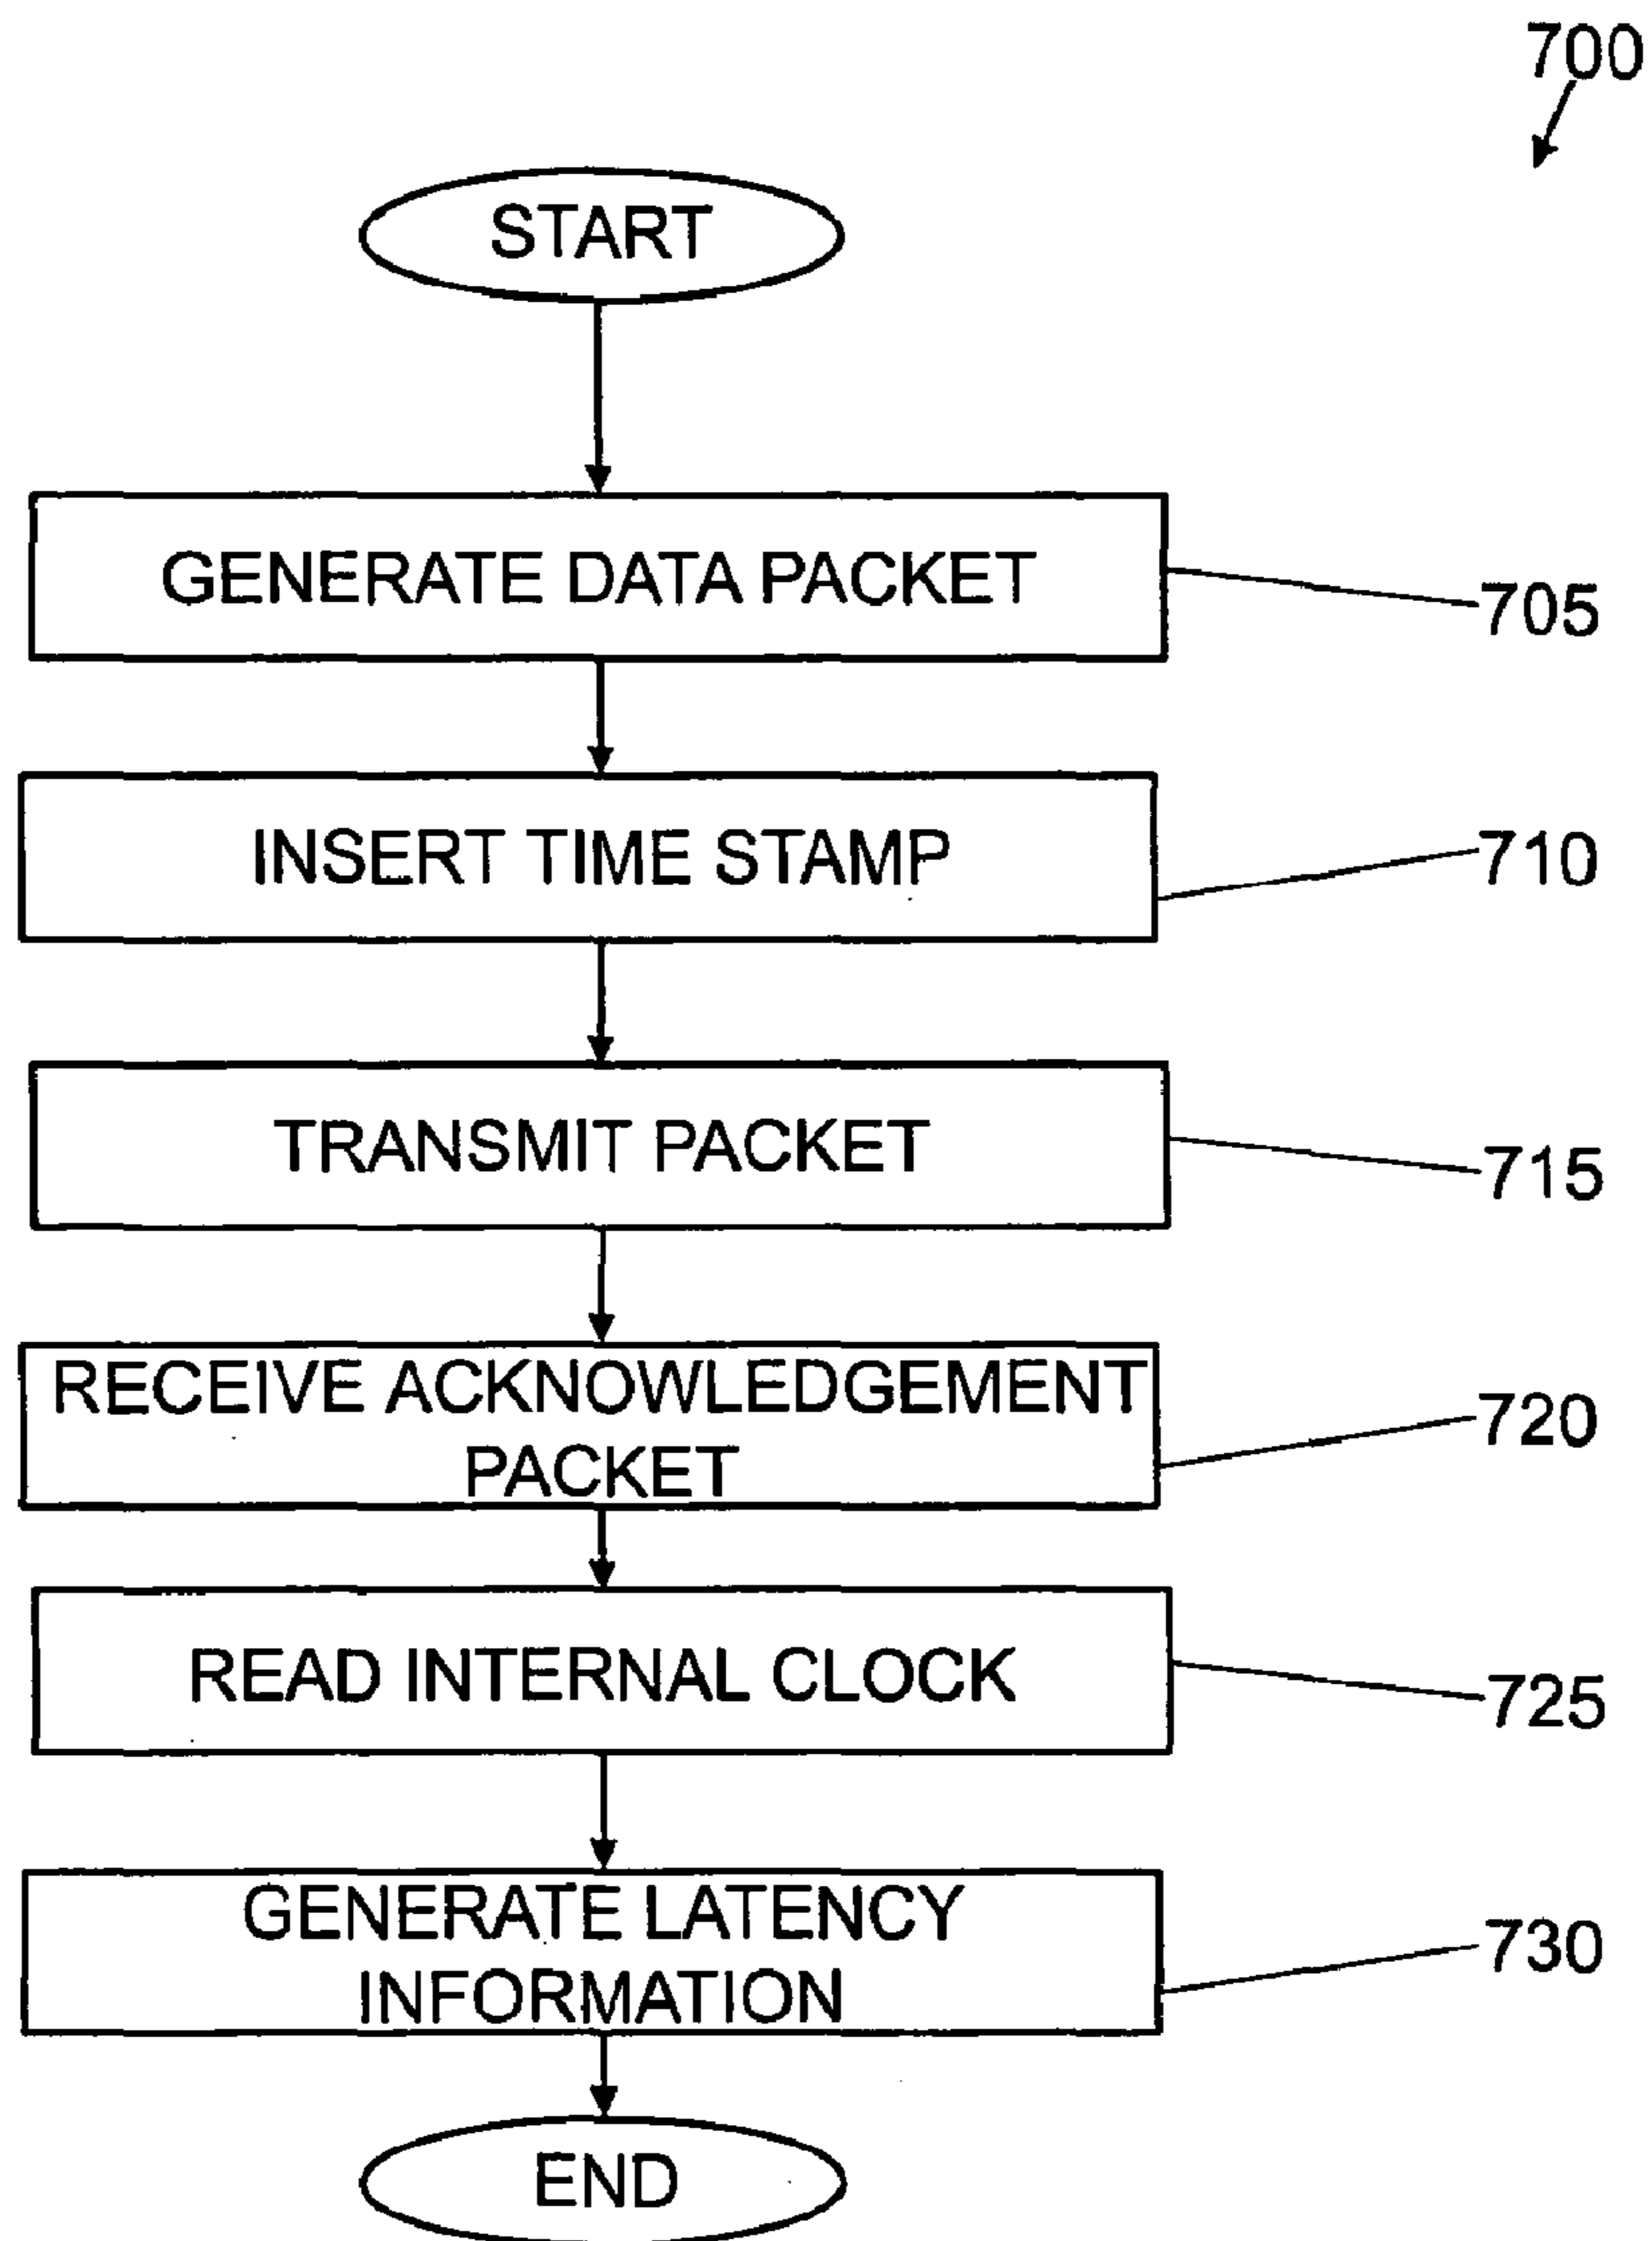 700
START
GENERATE DATA PACKET
705
INSERT TIME STAMP
710
TRANSMIT PACKET
715
RECEIVE ACKNOWLEDGEMENT
PACKET
720
READ INTERNAL CLOCK
725
GENERATE LATENCY
INFORMATION
730
END